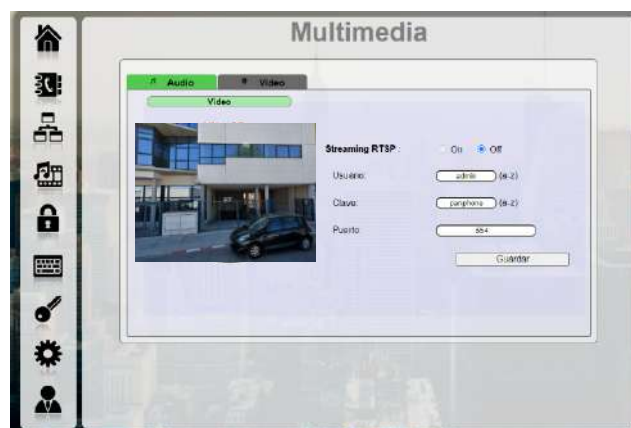 Multimedia
Audio Video
Video
Streaming RTSP : On Off
Usuario: admin (a-z)
Clave: panphone (a-z)
Puerto: 554
Guardar